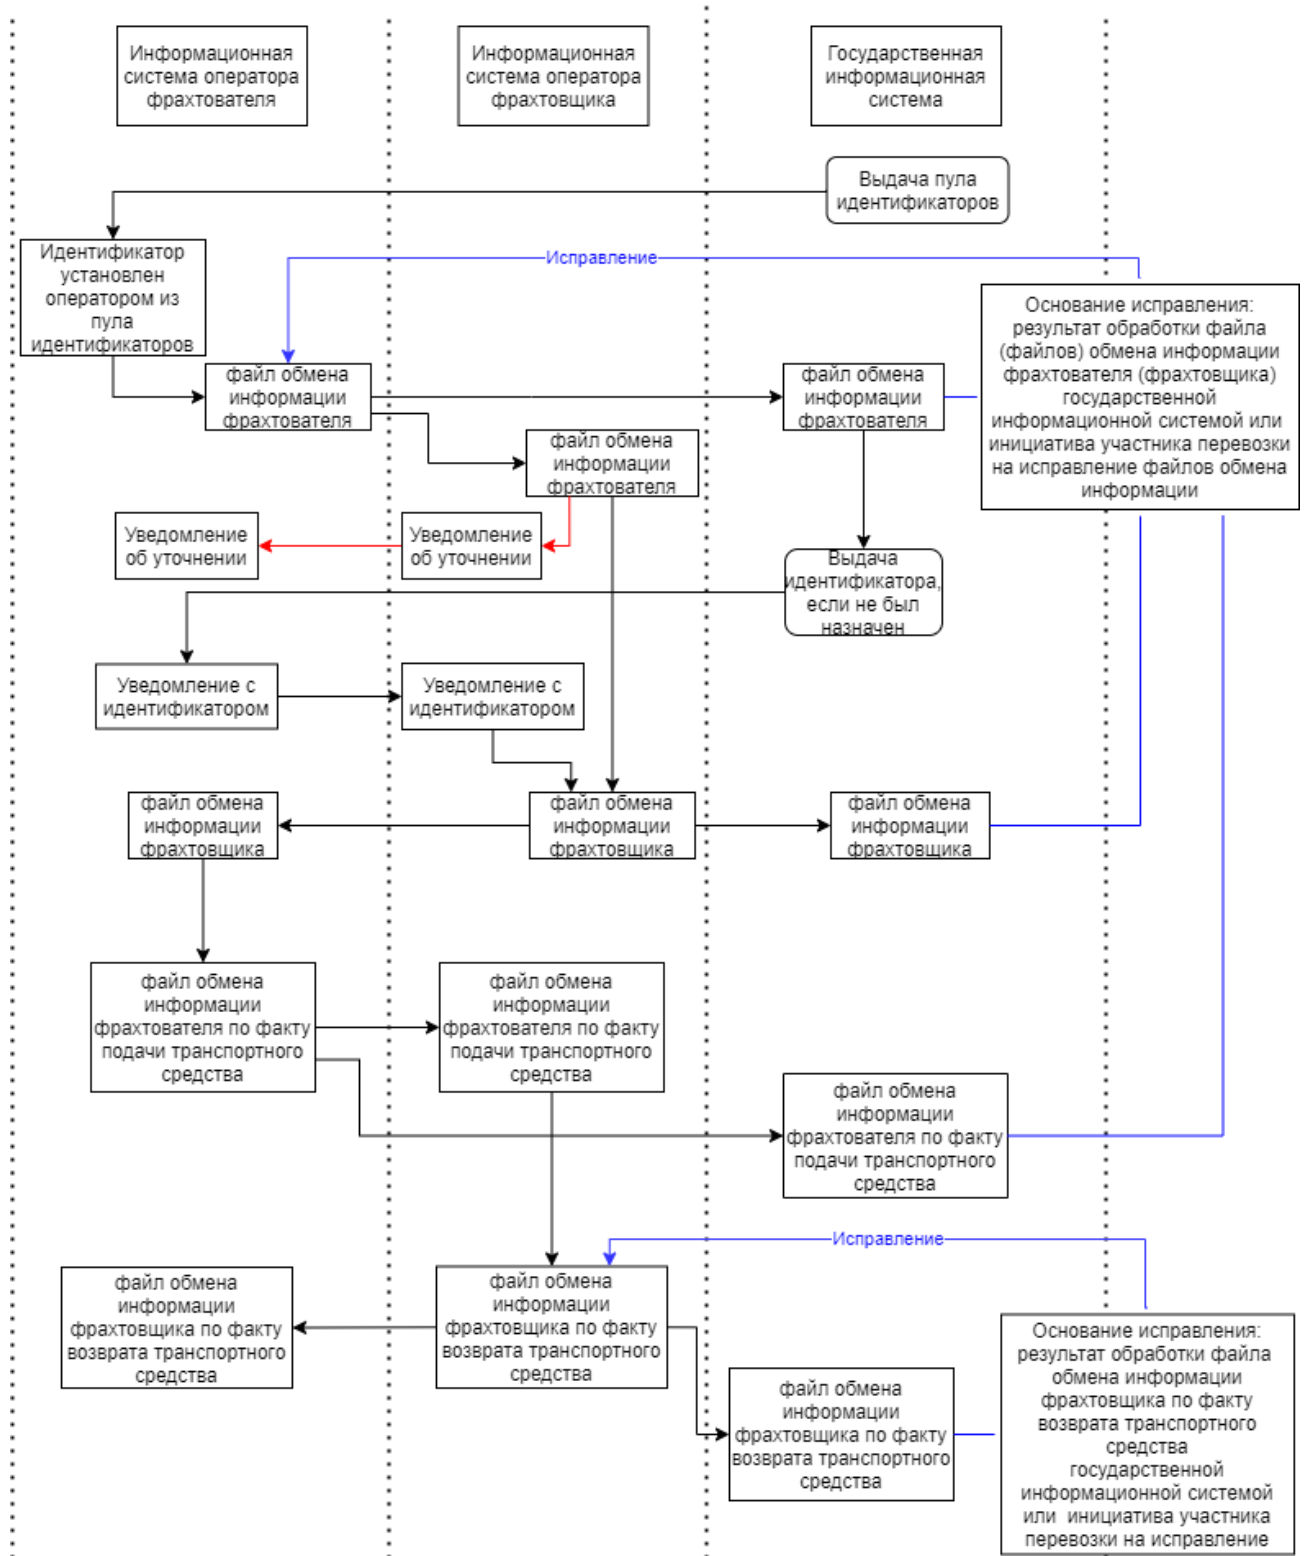 Информационная
система оператора
фрахтователя
Информационная
система оператора
фрахтовщика
Государственная
информационная
система
Выдача пула
идентификаторов
Идентификатор
установлен
оператором из
пула
идентификаторов
Исправление
Основание исправления:
результат обработки файла
(файлов) обмена информации
фрахтователя (фрахтовщика)
государственной
информационной системой или
инициатива участника перевозки
на исправление файлов обмена
информации
файл обмена
информации
фрахтователя
файл обмена
информации
фрахтователя
файл обмена
информации
фрахтователя
Уведомление
об уточнении
Уведомление
об уточнении
Выдача
идентификатора,
если не был
назначен
Уведомление с
идентификатором
Уведомление с
идентификатором
файл обмена
информации
фрахтовщика
файл обмена
информации
фрахтовщика
файл обмена
информации
фрахтовщика
файл обмена
информации
фрахтователя по факту
подачи транспортного
средства
файл обмена
информации
фрахтователя по факту
подачи транспортного
средства
файл обмена
информации
фрахтователя по факту
подачи транспортного
средства
Исправление
файл обмена
информации
фрахтовщика по факту
возврата транспортного
средства
файл обмена
информации
фрахтовщика по факту
возврата транспортного
средства
файл обмена
информации
фрахтовщика по факту
возврата транспортного
средства
Основание исправления:
результат обработки файла
обмена информации
фрахтовщика по факту
возврата транспортного
средства
государственной
информационной системой
или инициатива участника
перевозки на исправление